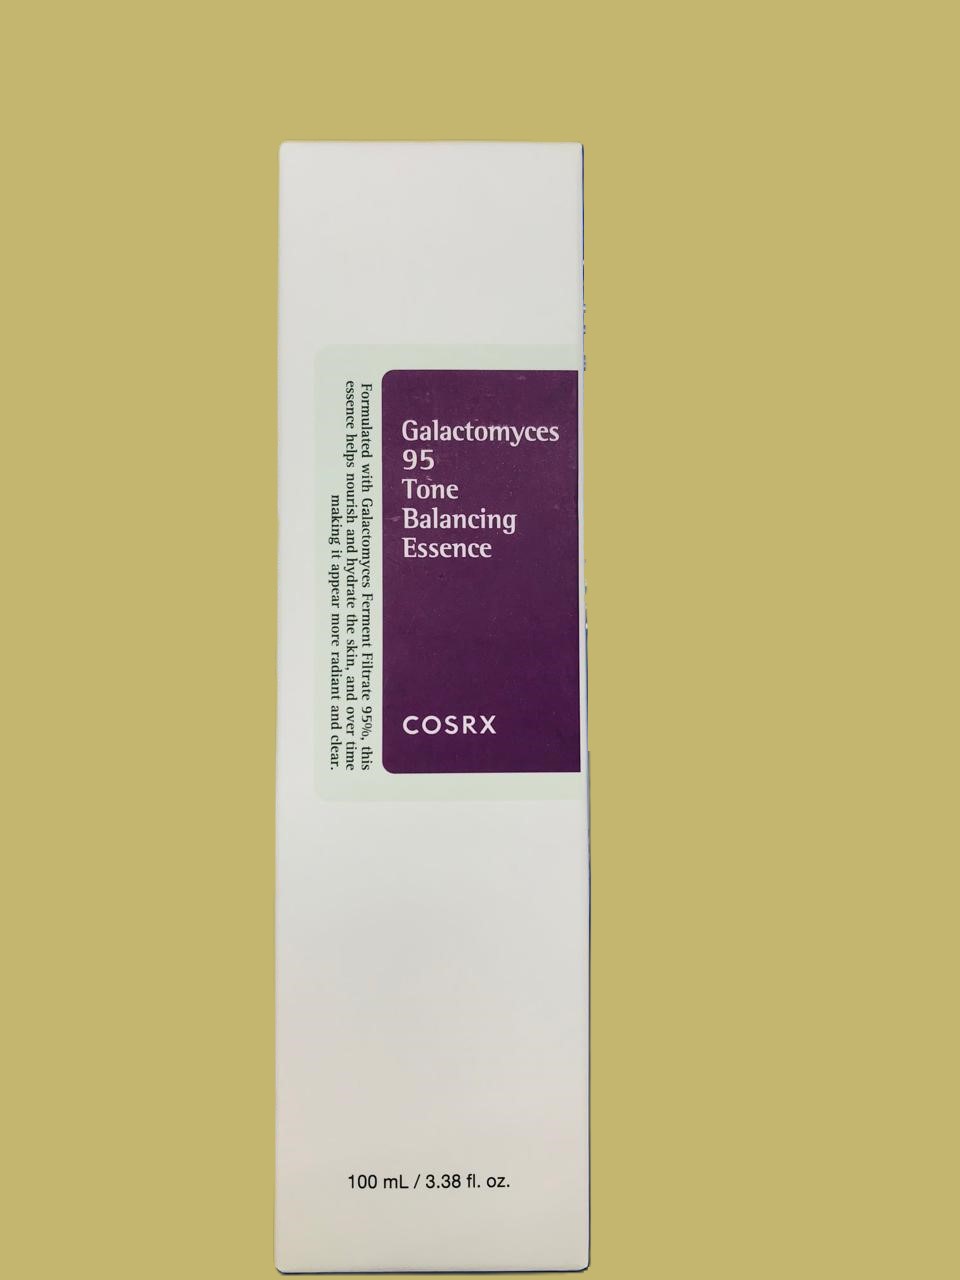 Galactomyces
95
Tone
Balancing
Essence
COSRX
Formulated with Galactomyces Ferment Filtrate 95%, this
essence helps nourish and hydrate the skin, and over time
making it appear more radiant and clear.
100 mL / 3.38 fl. oz.